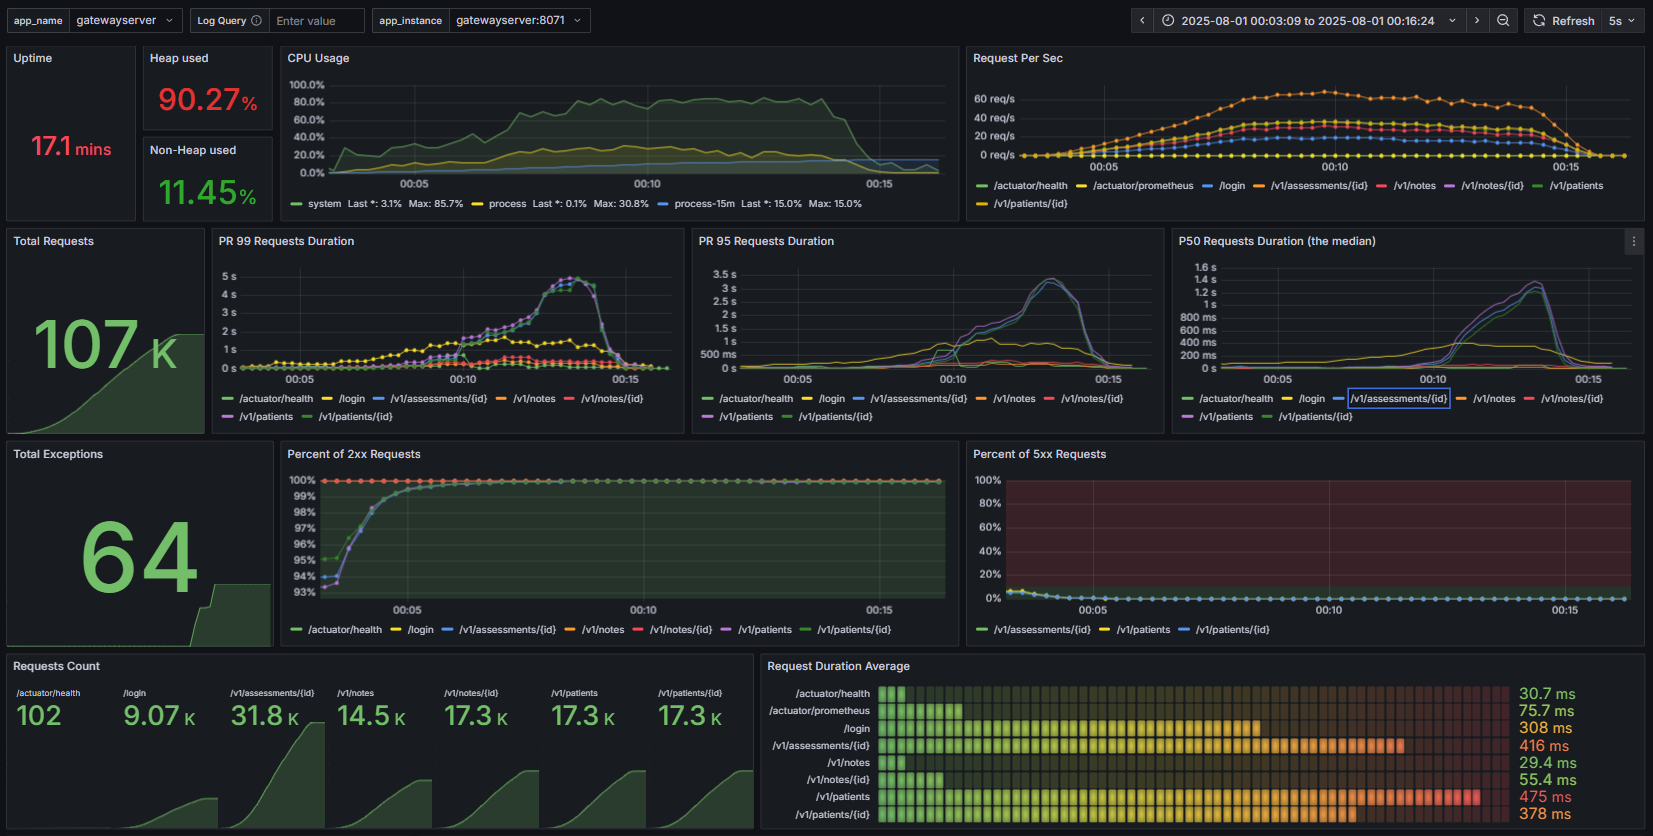 app_name gatewayserver Log Query Enter value app_instance gatewayserver:8071 2025-08-01 00:03:09 to 2025-08-01 00:16:24 Refresh 5s
Uptime
17.1 mins
Heap used
90.27%
Non-Heap used
11.45%
CPU Usage
100.0%
80.0%
60.0%
40.0%
20.0%
0.0%
00:05 00:10 00:15
system Last *: 3.1% Max: 85.7% process Last *: 0.1% Max: 30.8% process-15m Last *: 15.0% Max: 15.0%
Request Per Sec
60 req/s
40 req/s
20 req/s
0 req/s
00:05 00:10 00:15
/actuator/health /actuator/prometheus /login /v1/assessments/{id} /v1/notes /v1/notes/{id} /v1/patients
/v1/patients/{id}
Total Requests
107 K
PR 99 Requests Duration
5 s
4 s
3 s
2 s
1 s
0 s
00:05 00:10 00:15
/actuator/health /login /v1/assessments/{id} /v1/notes /v1/notes/{id}
/v1/patients /v1/patients/{id}
PR 95 Requests Duration
3.5 s
3 s
2.5 s
2 s
1.5 s
1 s
500 ms
0 s
00:05 00:10 00:15
/actuator/health /login /v1/assessments/{id} /v1/notes /v1/notes/{id}
/v1/patients /v1/patients/{id}
P50 Requests Duration (the median)
1.6 s
1.4 s
1.2 s
1 s
800 ms
600 ms
400 ms
200 ms
0 s
00:05 00:10 00:15
/actuator/health /login /v1/assessments/{id} /v1/notes /v1/notes/{id}
/v1/patients /v1/patients/{id}
Total Exceptions
64
Percent of 2xx Requests
100%
99%
98%
97%
96%
95%
94%
93%
00:05 00:10 00:15
/actuator/health /login /v1/assessments/{id} /v1/notes /v1/notes/{id} /v1/patients /v1/patients/{id}
Percent of 5xx Requests
100%
80%
60%
40%
20%
0%
00:05 00:10 00:15
/v1/assessments/{id} /v1/patients /v1/patients/{id}
Requests Count
/actuator/health /login /v1/assessments/{id} /v1/notes /v1/notes/{id} /v1/patients /v1/patients/{id}
102 9.07 K 31.8 K 14.5 K 17.3 K 17.3 K 17.3 K
Request Duration Average
/actuator/health 30.7 ms
/actuator/prometheus 75.7 ms
/login 308 ms
/v1/assessments/{id} 416 ms
/v1/notes 29.4 ms
/v1/notes/{id} 55.4 ms
/v1/patients 475 ms
/v1/patients/{id} 378 ms